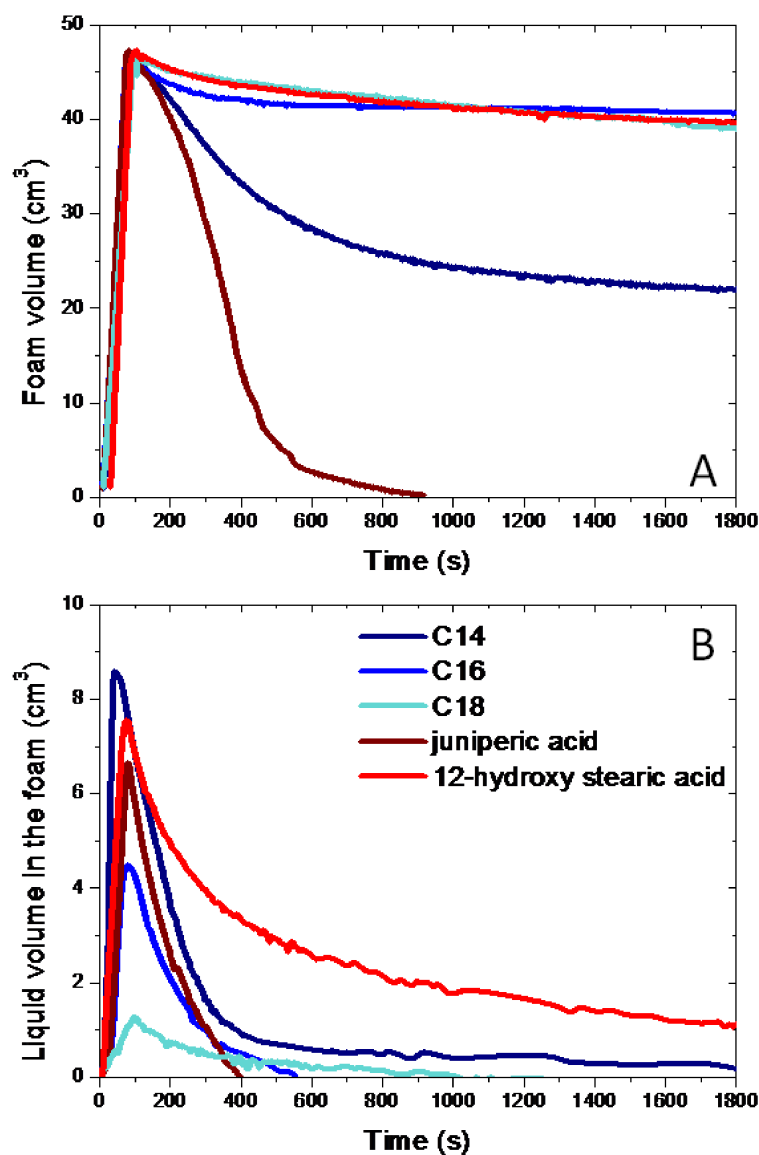 50
40
30
20
10
0
Foam volume (cm³)
A
0 200 400 600 800 1000 1200 1400 1600 1800
Time (s)
10
8
6
4
2
0
Liquid volume in the foam (cm³)
B
C14
C16
C18
juniperic acid
12-hydroxy stearic acid
0 200 400 600 800 1000 1200 1400 1600 1800
Time (s)